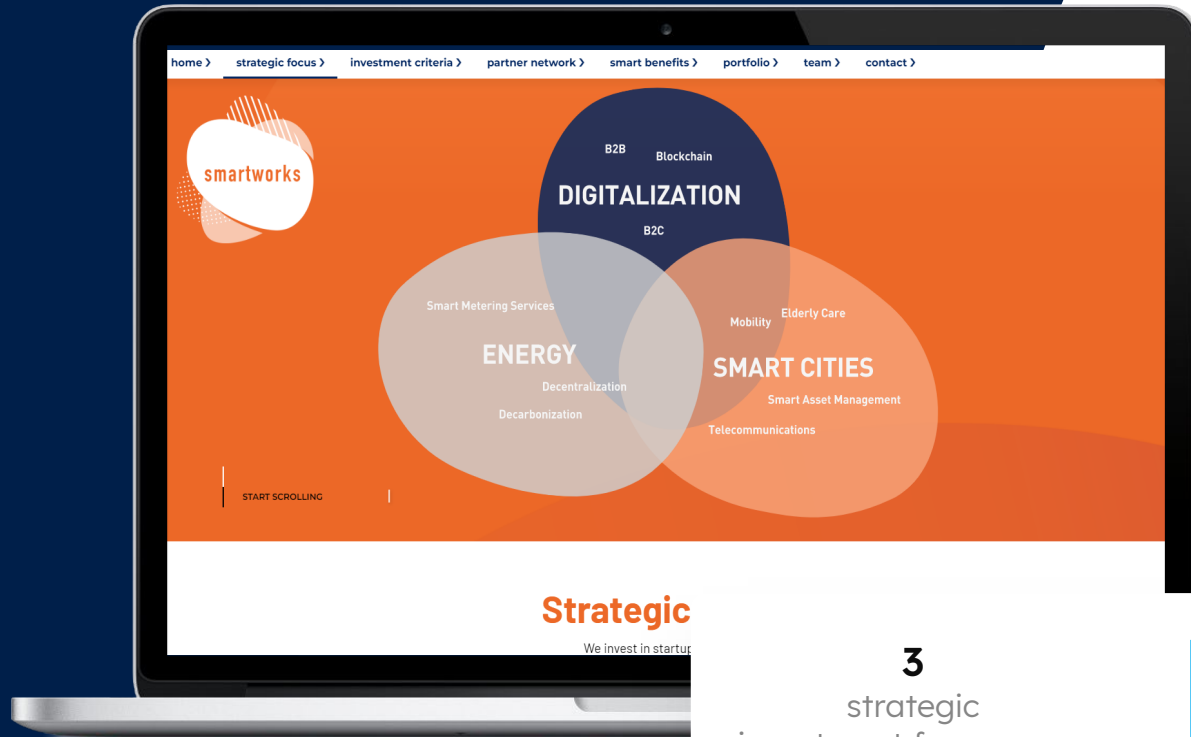 home > strategic focus > investment criteria > partner network > smart benefits > portfolio > team > contact >
smartworks
B2B
Blockchain
DIGITALIZATION
B2C
Smart Metering Services
ENERGY
Decentralization
Decarbonization
Elderly Care
Mobility
SMART CITIES
Smart Asset Management
Telecommunications
START SCROLLING
Strategic
We invest in startup
3
strategic